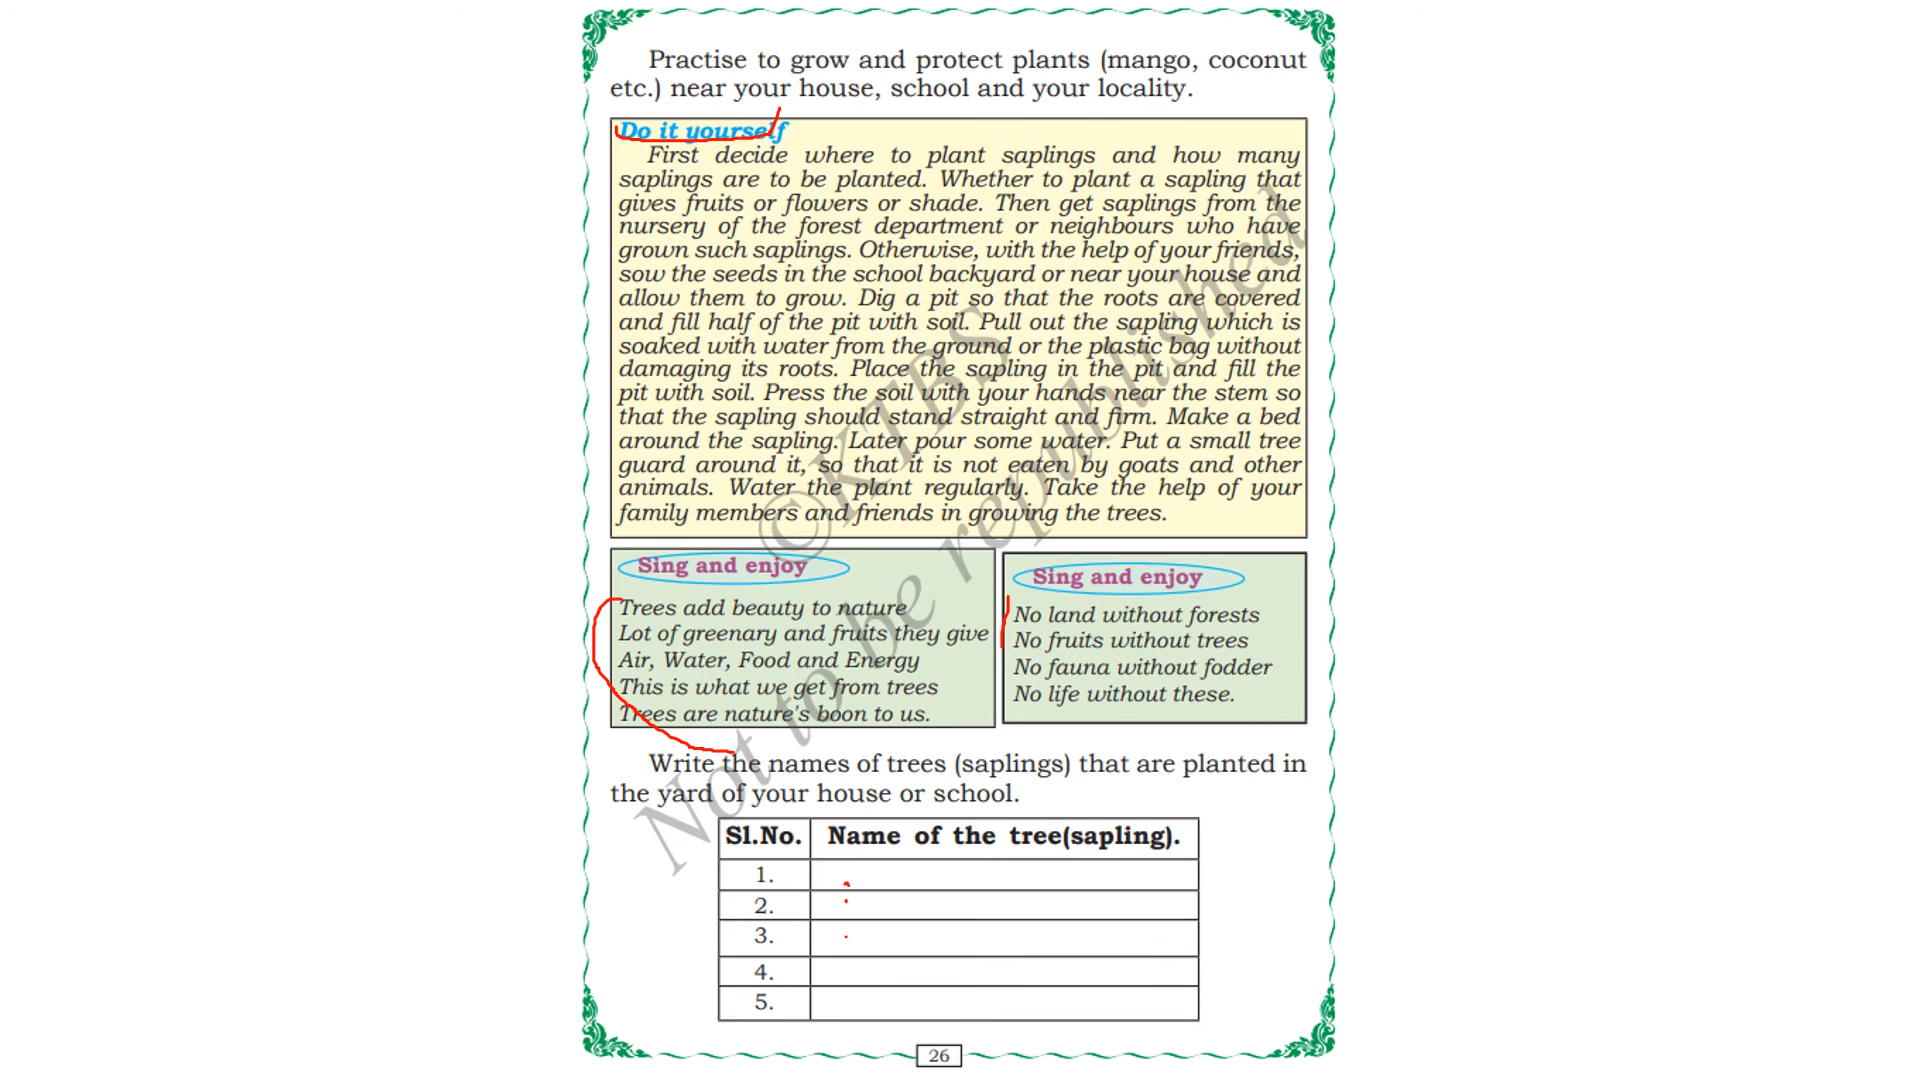 Practise to grow and protect plants (mango, coconut
etc.) near your house, school and your locality.
Do it yourself
First decide where to plant saplings and how many
saplings are to be planted. Whether to plant a sapling that
gives fruits or flowers or shade. Then get saplings from the
nursery of the forest department or neighbours who have
grown such saplings. Otherwise, with the help of your friends,
sow the seeds in the school backyard or near your house and
allow them to grow. Dig a pit so that the roots are covered
and fill half of the pit with soil. Pull out the sapling which is
soaked with water from the ground or the plastic bag without
damaging its roots. Place the sapling in the pit and fill the
pit with soil. Press the soil with your hands near the stem so
that the sapling should stand straight and firm. Make a bed
around the sapling. Later pour some water. Put a small tree
guard around it, so that it is not eaten by goats and other
animals. Water the plant regularly. Take the help of your
family members and friends in growing the trees.
Sing and enjoy
Trees add beauty to nature
Lot of greenary and fruits they give
Air, Water, Food and Energy
This is what we get from trees
Trees are nature's boon to us.
Sing and enjoy
No land without forests
No fruits without trees
No fauna without fodder
No life without these.
Write the names of trees (saplings) that are planted in
the yard of your house or school.
Sl.No. Name of the tree(sapling).
1.
2.
3.
4.
5.
26
©KTBS
Not to be republished